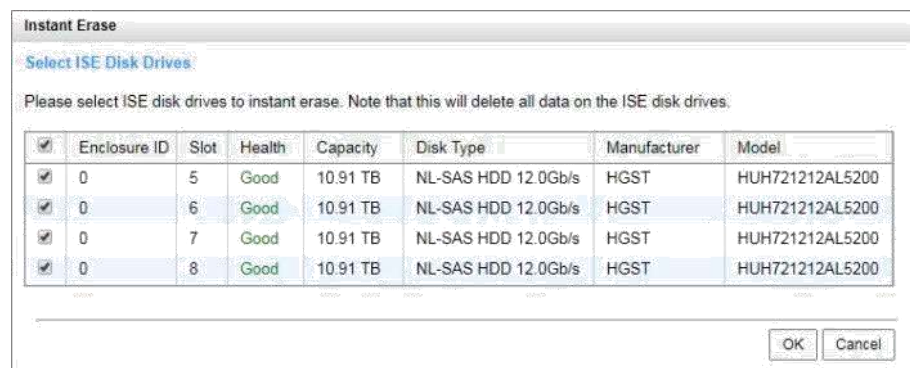 Instant Erase
Select ISE Disk Drives
Please select ISE disk drives to instant erase. Note that this will delete all data on the ISE disk drives.
Enclosure ID Slot Health Capacity Disk Type Manufacturer Model
0 5 Good 10.91 TB NL-SAS HDD 12.0Gb/s HGST HUH721212AL5200
0 6 Good 10.91 TB NL-SAS HDD 12.0Gb/s HGST HUH721212AL5200
0 7 Good 10.91 TB NL-SAS HDD 12.0Gb/s HGST HUH721212AL5200
0 8 Good 10.91 TB NL-SAS HDD 12.0Gb/s HGST HUH721212AL5200
OK Cancel